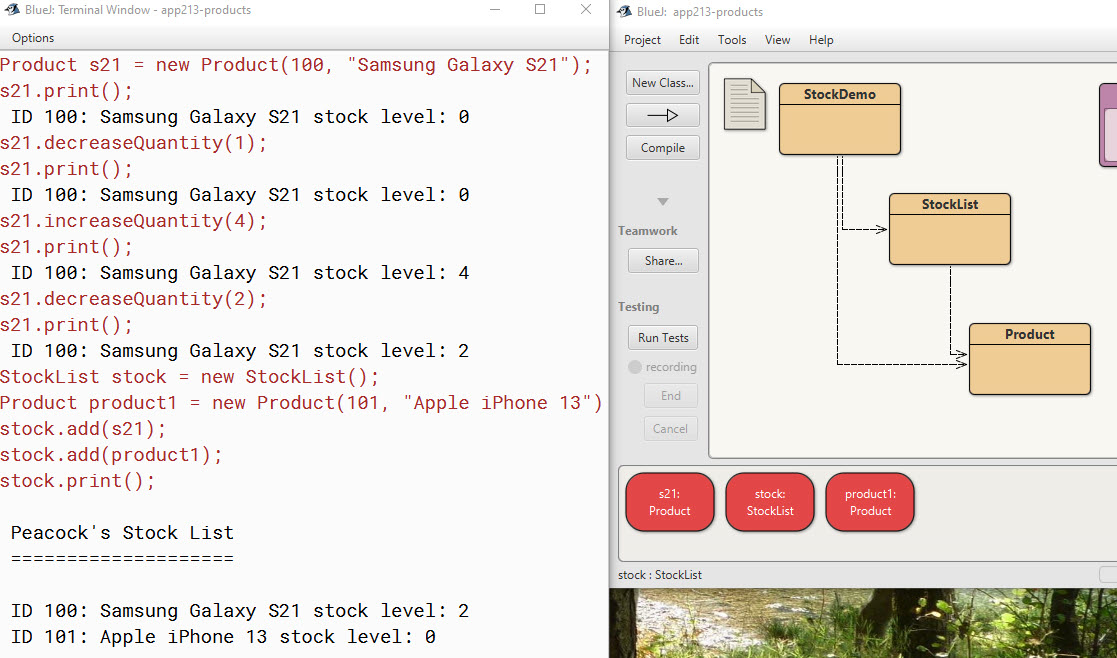 BlueJ: Terminal Window - app213-products
Options
Product s21 = new Product(100, "Samsung Galaxy S21");
s21.print();
ID 100: Samsung Galaxy S21 stock level: 0
s21.decreaseQuantity(1);
s21.print();
ID 100: Samsung Galaxy S21 stock level: 0
s21.increaseQuantity(4);
s21.print();
ID 100: Samsung Galaxy S21 stock level: 4
s21.decreaseQuantity(2);
s21.print();
ID 100: Samsung Galaxy S21 stock level: 2
StockList stock = new StockList();
Product product1 = new Product(101, "Apple iPhone 13")
stock.add(s21);
stock.add(product1);
stock.print();
Peacock's Stock List
====================
ID 100: Samsung Galaxy S21 stock level: 2
ID 101: Apple iPhone 13 stock level: 0
BlueJ: app213-products
Project Edit Tools View Help
New Class...
Compile
Teamwork
Share...
Testing
Run Tests
recording
End
Cancel
StockDemo
StockList
Product
s21:
Product
stock:
StockList
product1:
Product
stock : StockList